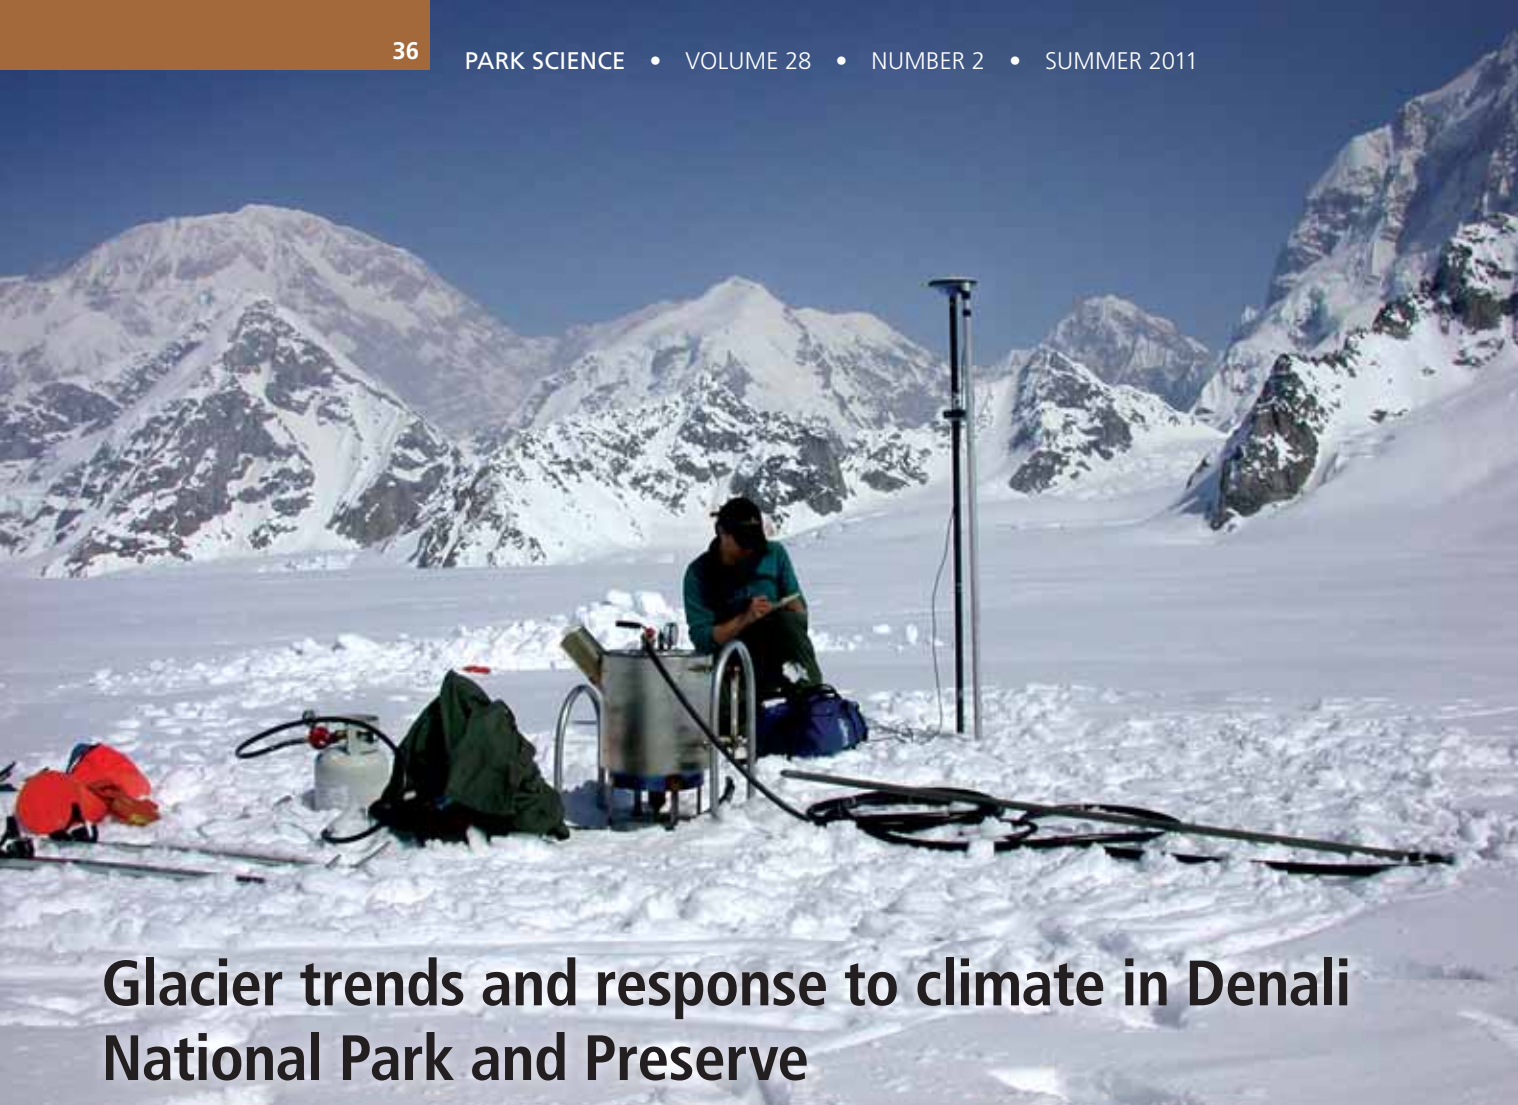 36
PARK SCIENCE • VOLUME 28 • NUMBER 2 • SUMMER 2011
Glacier trends and response to climate in Denali
National Park and Preserve